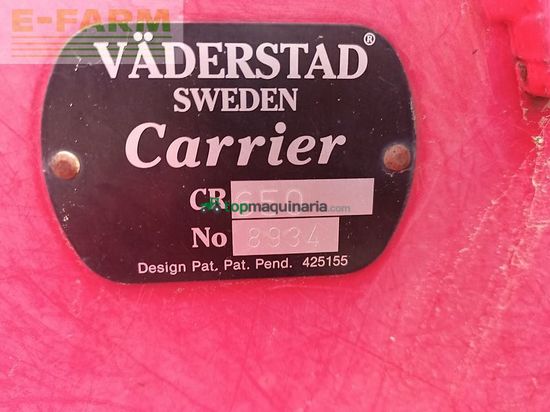 E-FARM
VÄDERSTAD®
SWEDEN
Carrier
CR 650
topmaquinaria.com
No 8934
Design Pat. Pat. Pend. 425155